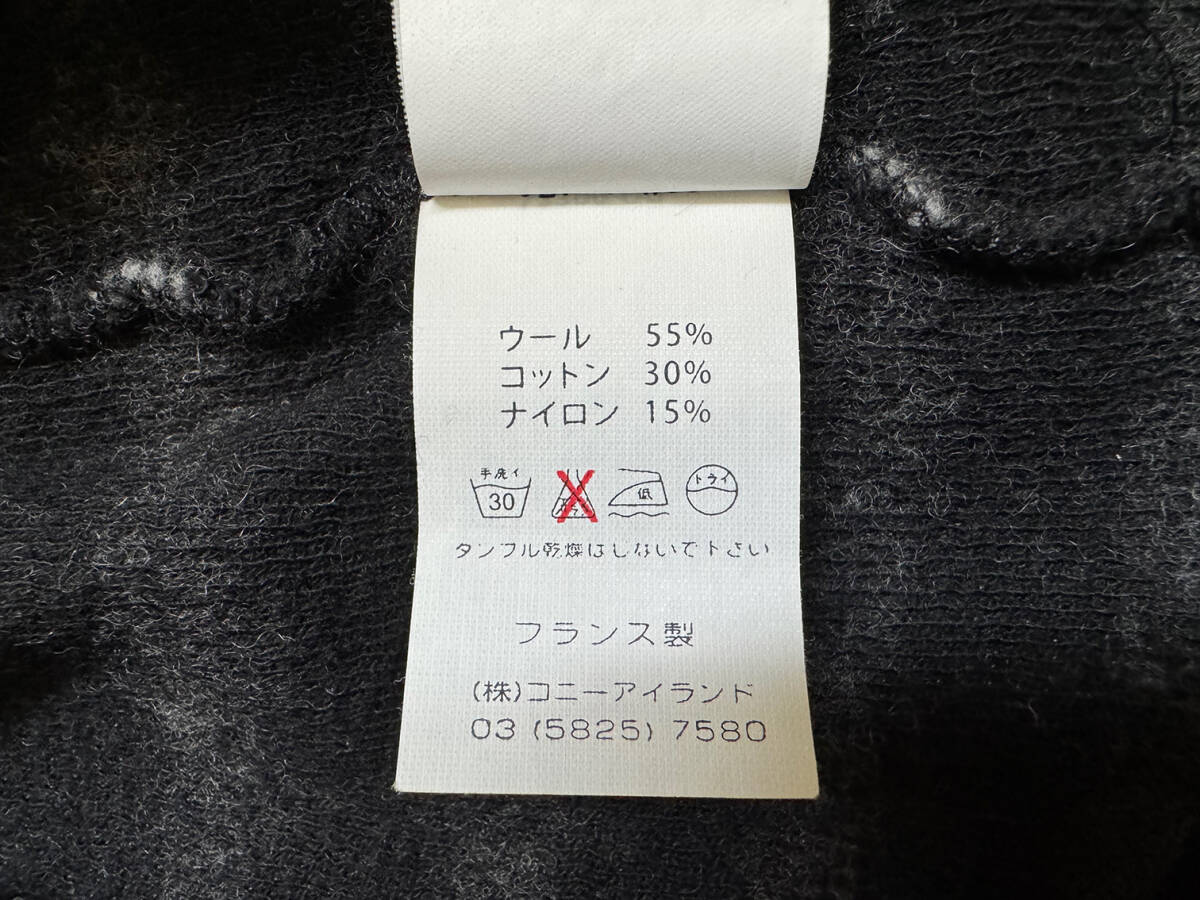 ウール 55%
コットン 30%
ナイロン 15%
手洗イ
30
低
ドライ
タンブル乾燥はしないで下さい
フランス製
(株)コニーアイランド
03 (5825) 7580